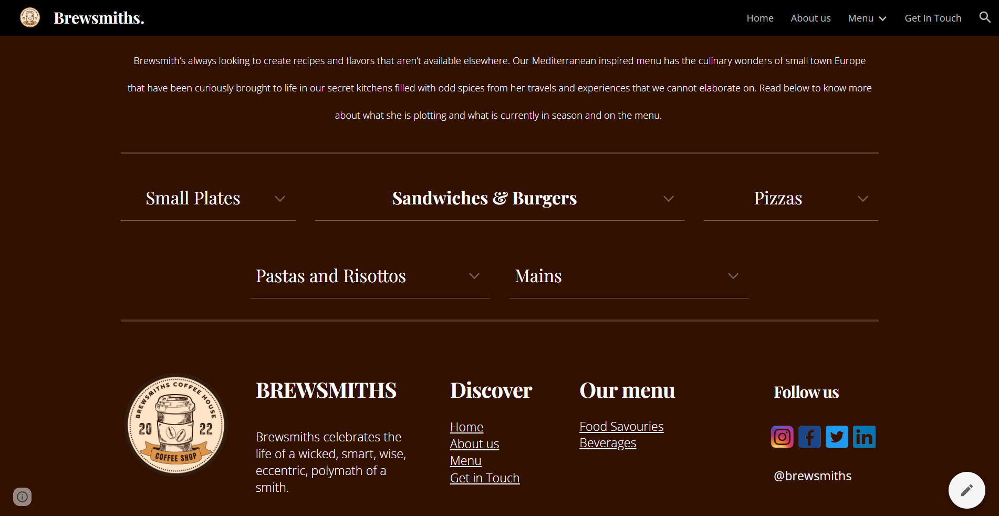 Brewsmiths.
Home About us Menu Get In Touch
Brewsmith’s always looking to create recipes and flavors that aren’t available elsewhere. Our Mediterranean inspired menu has the culinary wonders of small town Europe
that have been curiously brought to life in our secret kitchens filled with odd spices from her travels and experiences that we cannot elaborate on. Read below to know more
about what she is plotting and what is currently in season and on the menu.
Small Plates
Sandwiches & Burgers
Pizzas
Pastas and Risottos
Mains
BREWSMITHS COFFEE HOUSE
20 22
COFFEE SHOP
BREWSMITHS
Brewsmiths celebrates the
life of a wicked, smart, wise,
eccentric, polymath of a
smith.
Discover
Home
About us
Menu
Get in Touch
Our menu
Food Savouries
Beverages
Follow us
@brewsmiths